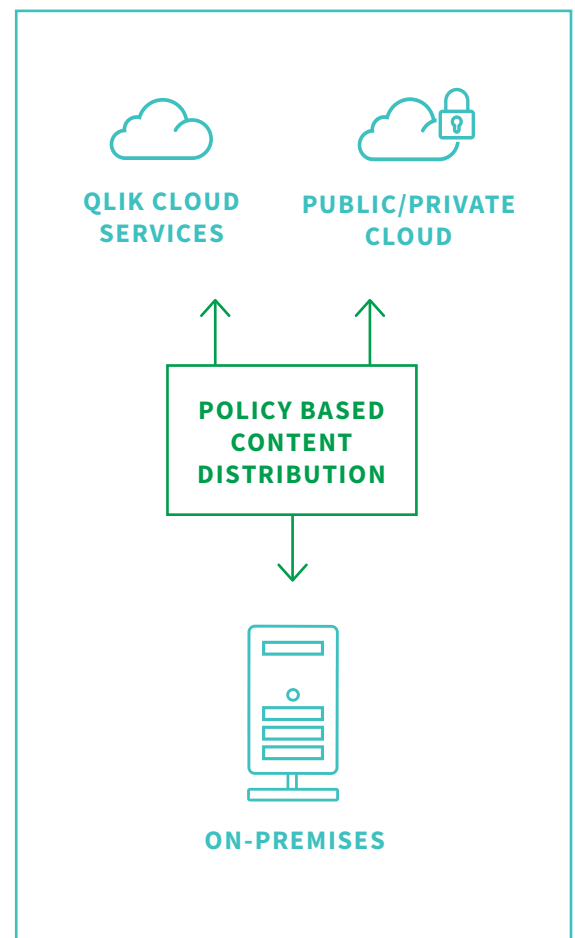 QLIK CLOUD
SERVICES
PUBLIC/PRIVATE
CLOUD
POLICY BASED
CONTENT
DISTRIBUTION
ON-PREMISES